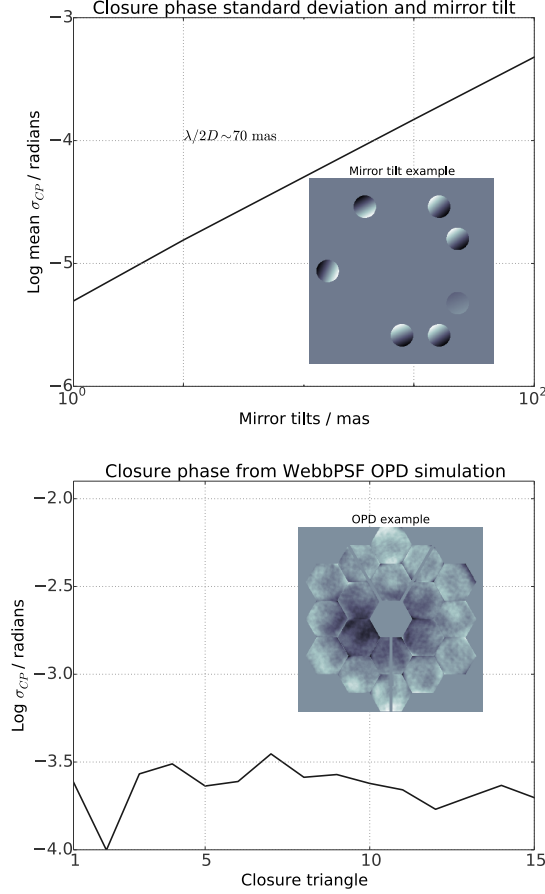 Closure phase standard deviation and mirror tilt
−3
−4
−5
−6
Log mean σ_CP / radians
λ/2D ∼70 mas
Mirror tilt example
10^0
10^2
Mirror tilts / mas
Closure phase from WebbPSF OPD simulation
−2.0
−2.5
−3.0
−3.5
−4.0
Log σ_CP / radians
OPD example
1
5
10
15
Closure triangle